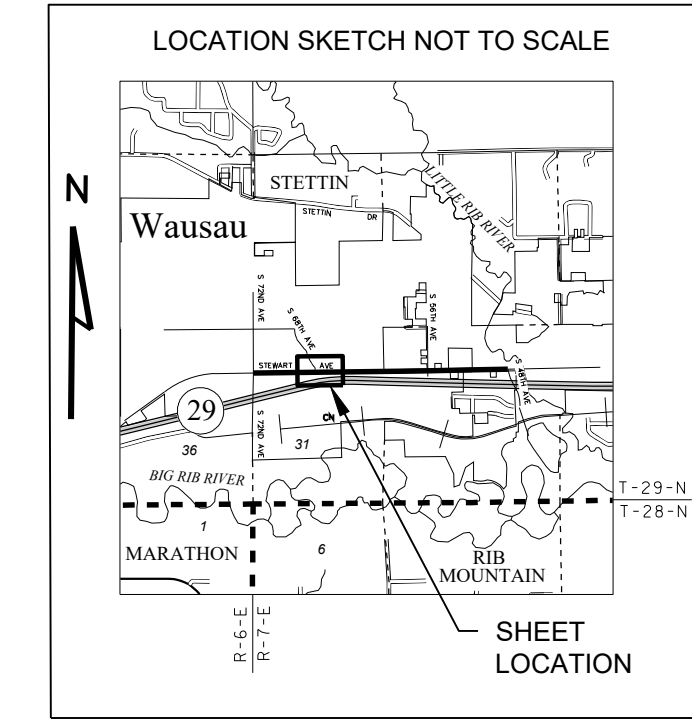 LOCATION SKETCH NOT TO SCALE
N
STETTIN
STETTIN DR
LITTLE RIB RIVER
Wausau
S 72ND AVE
S 68TH AVE
S 56TH AVE
STEWART AVE
S 48TH AVE
29
S 72ND AVE
CN
36
31
BIG RIB RIVER
T-29-N
T-28-N
1
6
MARATHON
RIB
MOUNTAIN
R-6-E
R-7-E
SHEET
LOCATION